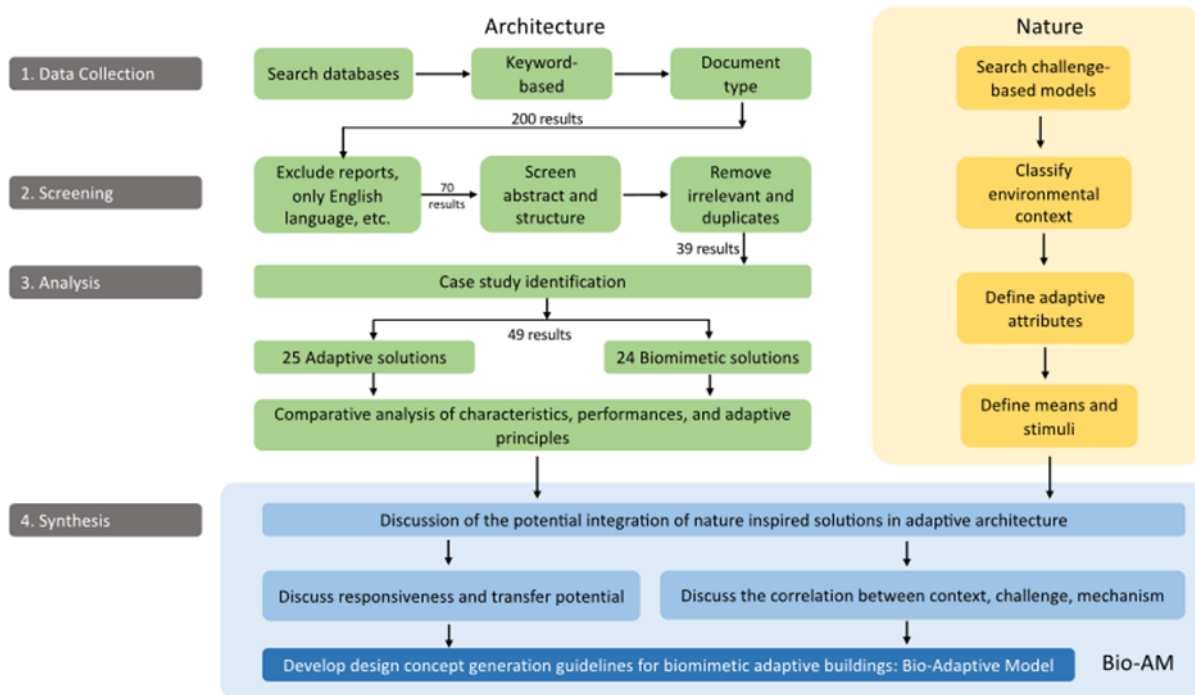 Architecture
Nature
1. Data Collection
Search databases
Keyword-
based
Document
type
Search challenge-
based models
200 results
2. Screening
Exclude reports,
only English
language, etc.
70
results
Screen
abstract and
structure
Remove
irrelevant and
duplicates
Classify
environmental
context
39 results
3. Analysis
Case study identification
Define adaptive
attributes
49 results
25 Adaptive solutions
24 Biomimetic solutions
Comparative analysis of characteristics, performances, and adaptive
principles
Define means and
stimuli
4. Synthesis
Discussion of the potential integration of nature inspired solutions in adaptive architecture
Discuss responsiveness and transfer potential
Discuss the correlation between context, challenge, mechanism
Develop design concept generation guidelines for biomimetic adaptive buildings: Bio-Adaptive Model
Bio-AM